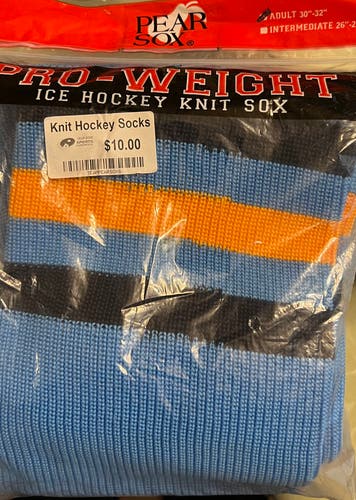 PEAR
SOX®
ADULT 30"-32"
INTERMEDIATE 26"-2
PRO-WEIGHT
ICE HOCKEY KNIT SOX
Knit Hockey Socks
$10.00